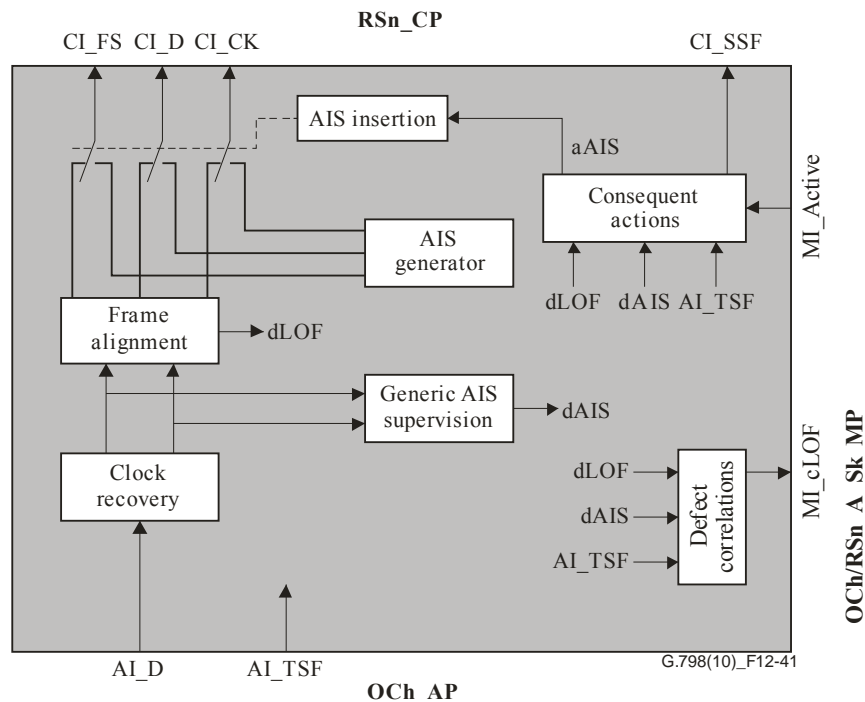 RSn_CP
CI_FS CI_D CI_CK CI_SSF
AIS insertion
aAIS
Consequent
actions
MI_Active
AIS
generator
dLOF dAIS AI_TSF
Frame
alignment
dLOF
Generic AIS
supervision
dAIS
Clock
recovery
dLOF
dAIS
AI_TSF
Defect
correlations
MI_cLOF
OCh/RSn_A_Sk_MP
G.798(10)_F12-41
AI_D AI_TSF
OCh_AP